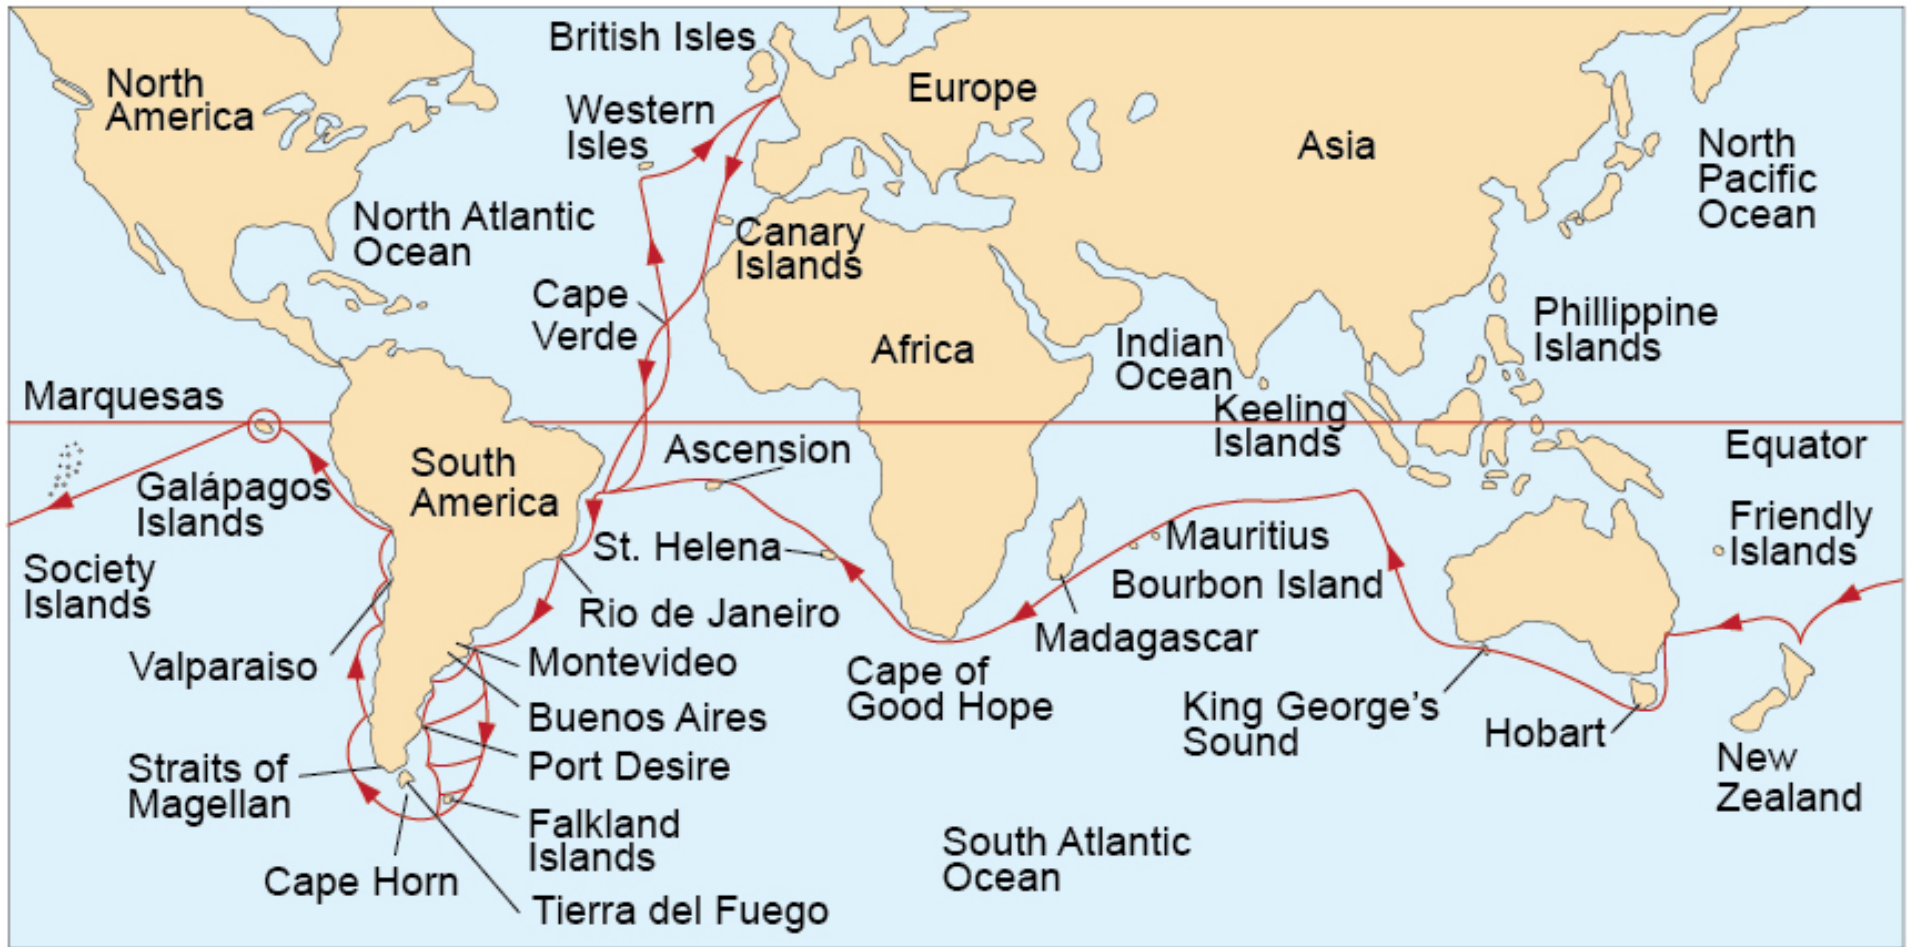 British Isles
North
America
Western
Isles
Europe
Asia
North
Pacific
Ocean
North Atlantic
Ocean
Canary
Islands
Cape
Verde
Africa
Indian
Ocean
Phillippine
Islands
Marquesas
Keeling
Islands
Equator
South
America
Ascension
Galápagos
Islands
Friendly
Islands
St. Helena
Mauritius
Society
Islands
Bourbon Island
Rio de Janeiro
Madagascar
Valparaiso
Montevideo
Cape of
Good Hope
King George’s
Sound
Buenos Aires
Hobart
Port Desire
New
Zealand
Straits of
Magellan
Falkland
Islands
South Atlantic
Ocean
Cape Horn
Tierra del Fuego